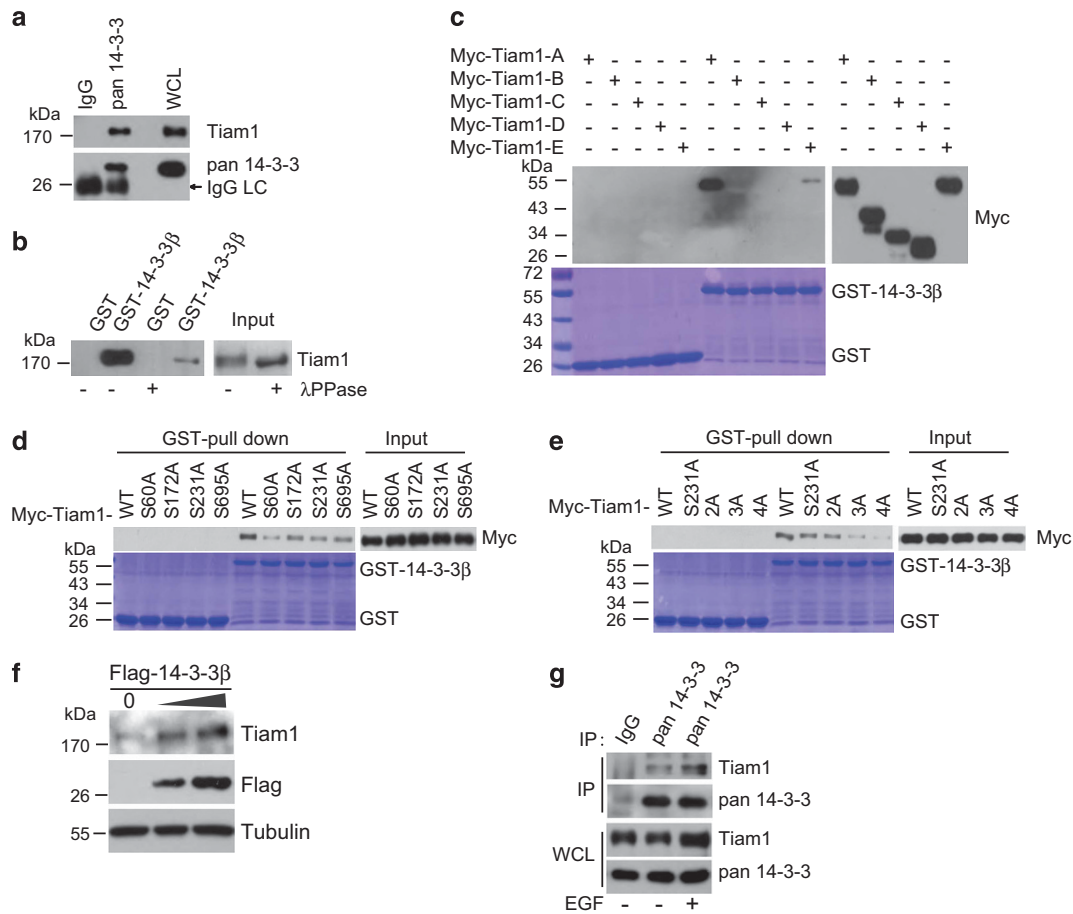 a
IgG
pan 14-3-3
WCL
kDa
170
Tiam1
pan 14-3-3
26
IgG LC
b
GST
GST-14-3-3β
GST
GST-14-3-3β
Input
kDa
170
Tiam1
- + - + λPPase
c
Myc-Tiam1-A + - - - - + - - - - + - - - -
Myc-Tiam1-B - + - - - - + - - - - + - - -
Myc-Tiam1-C - - + - - - - + - - - - + - -
Myc-Tiam1-D - - - + - - - - + - - - - + -
Myc-Tiam1-E - - - - + - - - - + - - - - +
kDa
55
43
34
26
Myc
72
55
43
34
26
GST-14-3-3β
GST
d
GST-pull down
Input
Myc-Tiam1- WT S60A S172A S231A S695A WT S60A S172A S231A S695A WT S60A S172A S231A S695A
Myc
kDa
55
43
34
26
GST-14-3-3β
GST
e
GST-pull down
Input
Myc-Tiam1- WT S231A 2A 3A 4A WT S231A 2A 3A 4A WT S231A 2A 3A 4A
Myc
kDa
55
43
34
26
GST-14-3-3β
GST
f
Flag-14-3-3β
0
kDa
170
Tiam1
26
Flag
55
Tubulin
g
IP : IgG pan 14-3-3 pan 14-3-3
IP
Tiam1
pan 14-3-3
WCL
Tiam1
pan 14-3-3
EGF - - +